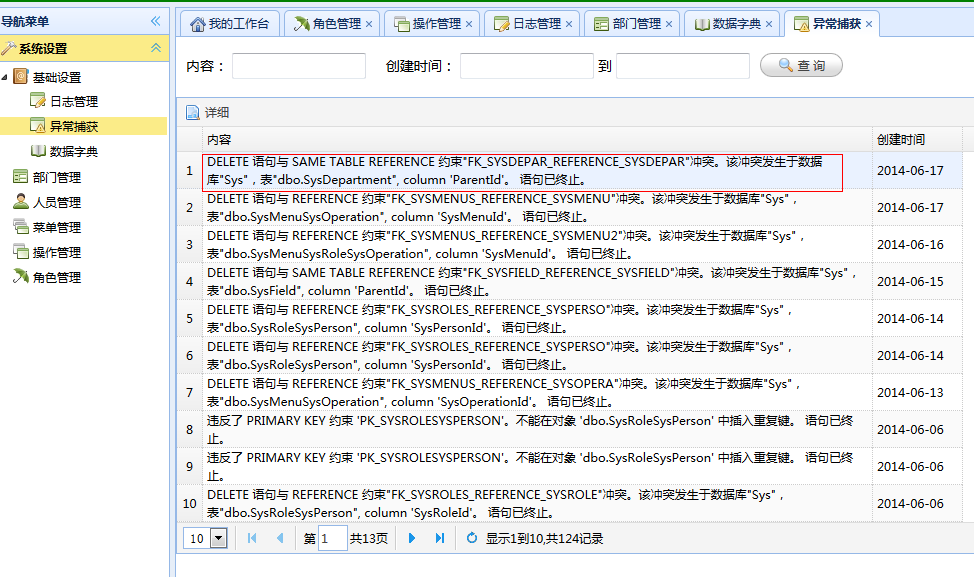 导航菜单
系统设置
基础设置
日志管理
异常捕获
数据字典
部门管理
人员管理
菜单管理
操作管理
角色管理
我的工作台 角色管理 操作管理 日志管理 部门管理 数据字典 异常捕获
内容： 创建时间： 到 查 询
详细
内容 创建时间
1 DELETE 语句与 SAME TABLE REFERENCE 约束"FK_SYSDEPAR_REFERENCE_SYSDEPAR"冲突。该冲突发生于数据 2014-06-17
库"Sys"，表"dbo.SysDepartment", column 'ParentId'。 语句已终止。
2 DELETE 语句与 REFERENCE 约束"FK_SYSMENUS_REFERENCE_SYSMENU"冲突。该冲突发生于数据库"Sys"， 2014-06-17
表"dbo.SysMenuSysOperation", column 'SysMenuId'。 语句已终止。
3 DELETE 语句与 REFERENCE 约束"FK_SYSMENUS_REFERENCE_SYSMENU2"冲突。该冲突发生于数据库"Sys"， 2014-06-16
表"dbo.SysMenuSysRoleSysOperation", column 'SysMenuId'。 语句已终止。
4 DELETE 语句与 SAME TABLE REFERENCE 约束"FK_SYSFIELD_REFERENCE_SYSFIELD"冲突。该冲突发生于数据库"Sys"， 2014-06-15
表"dbo.SysField", column 'ParentId'。 语句已终止。
5 DELETE 语句与 REFERENCE 约束"FK_SYSROLES_REFERENCE_SYSPERSO"冲突。该冲突发生于数据库"Sys"， 2014-06-14
表"dbo.SysRoleSysPerson", column 'SysPersonId'。 语句已终止。
6 DELETE 语句与 REFERENCE 约束"FK_SYSROLES_REFERENCE_SYSPERSO"冲突。该冲突发生于数据库"Sys"， 2014-06-14
表"dbo.SysRoleSysPerson", column 'SysPersonId'。 语句已终止。
7 DELETE 语句与 REFERENCE 约束"FK_SYSMENUS_REFERENCE_SYSOPERA"冲突。该冲突发生于数据库"Sys"， 2014-06-13
表"dbo.SysMenuSysOperation", column 'SysOperationId'。 语句已终止。
8 违反了 PRIMARY KEY 约束 'PK_SYSROLESYSPERSON'。不能在对象 'dbo.SysRoleSysPerson' 中插入重复键。 语句已终 2014-06-06
止。
9 违反了 PRIMARY KEY 约束 'PK_SYSROLESYSPERSON'。不能在对象 'dbo.SysRoleSysPerson' 中插入重复键。 语句已终 2014-06-06
止。
10 DELETE 语句与 REFERENCE 约束"FK_SYSROLES_REFERENCE_SYSROLE"冲突。该冲突发生于数据库"Sys"， 2014-06-06
表"dbo.SysRoleSysPerson", column 'SysRoleId'。 语句已终止。
10 第 1 共13页 显示1到10,共124记录